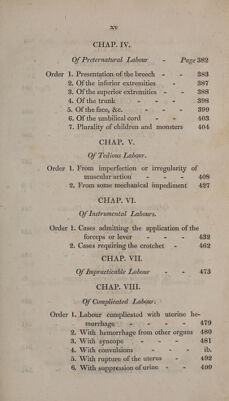 xv
CHAP. IV.
Of Preternatural Labour - Page 382
Order 1. Presentation of the breech - - 383
2. Of the inferior extremities - 387
3. Of the superior extremities - - 388
4. Of the trunk - - - 398
5. Of the face, &c. - - - 399
6. Of the umbilical cord - - 403
7. Plurality of children and monsters 404
CHAP. V.
Of Tedious Labour.
Order 1. From imperfection or irregularity of
muscular action - - 408
2. From some mechanical impediment 427
CHAP. VI.
Of Instrumental Labours.
Order 1. Cases admitting the application of the
forceps or lever - - - 432
2. Cases requiring the crotchet - 462
CHAP. VII.
Of Impracticable Labour - - 473
CHAP. VIII.
Of Complicated Labour.
Order 1. Labour complicated with uterine he-
morrhage - - - - 479
2. With hemorrhage from other organs 480
3. With syncope - - - 481
4. With convulsions - - - ib.
5. With rupture of the uterus - 492
6. With suppression of urine - - 499